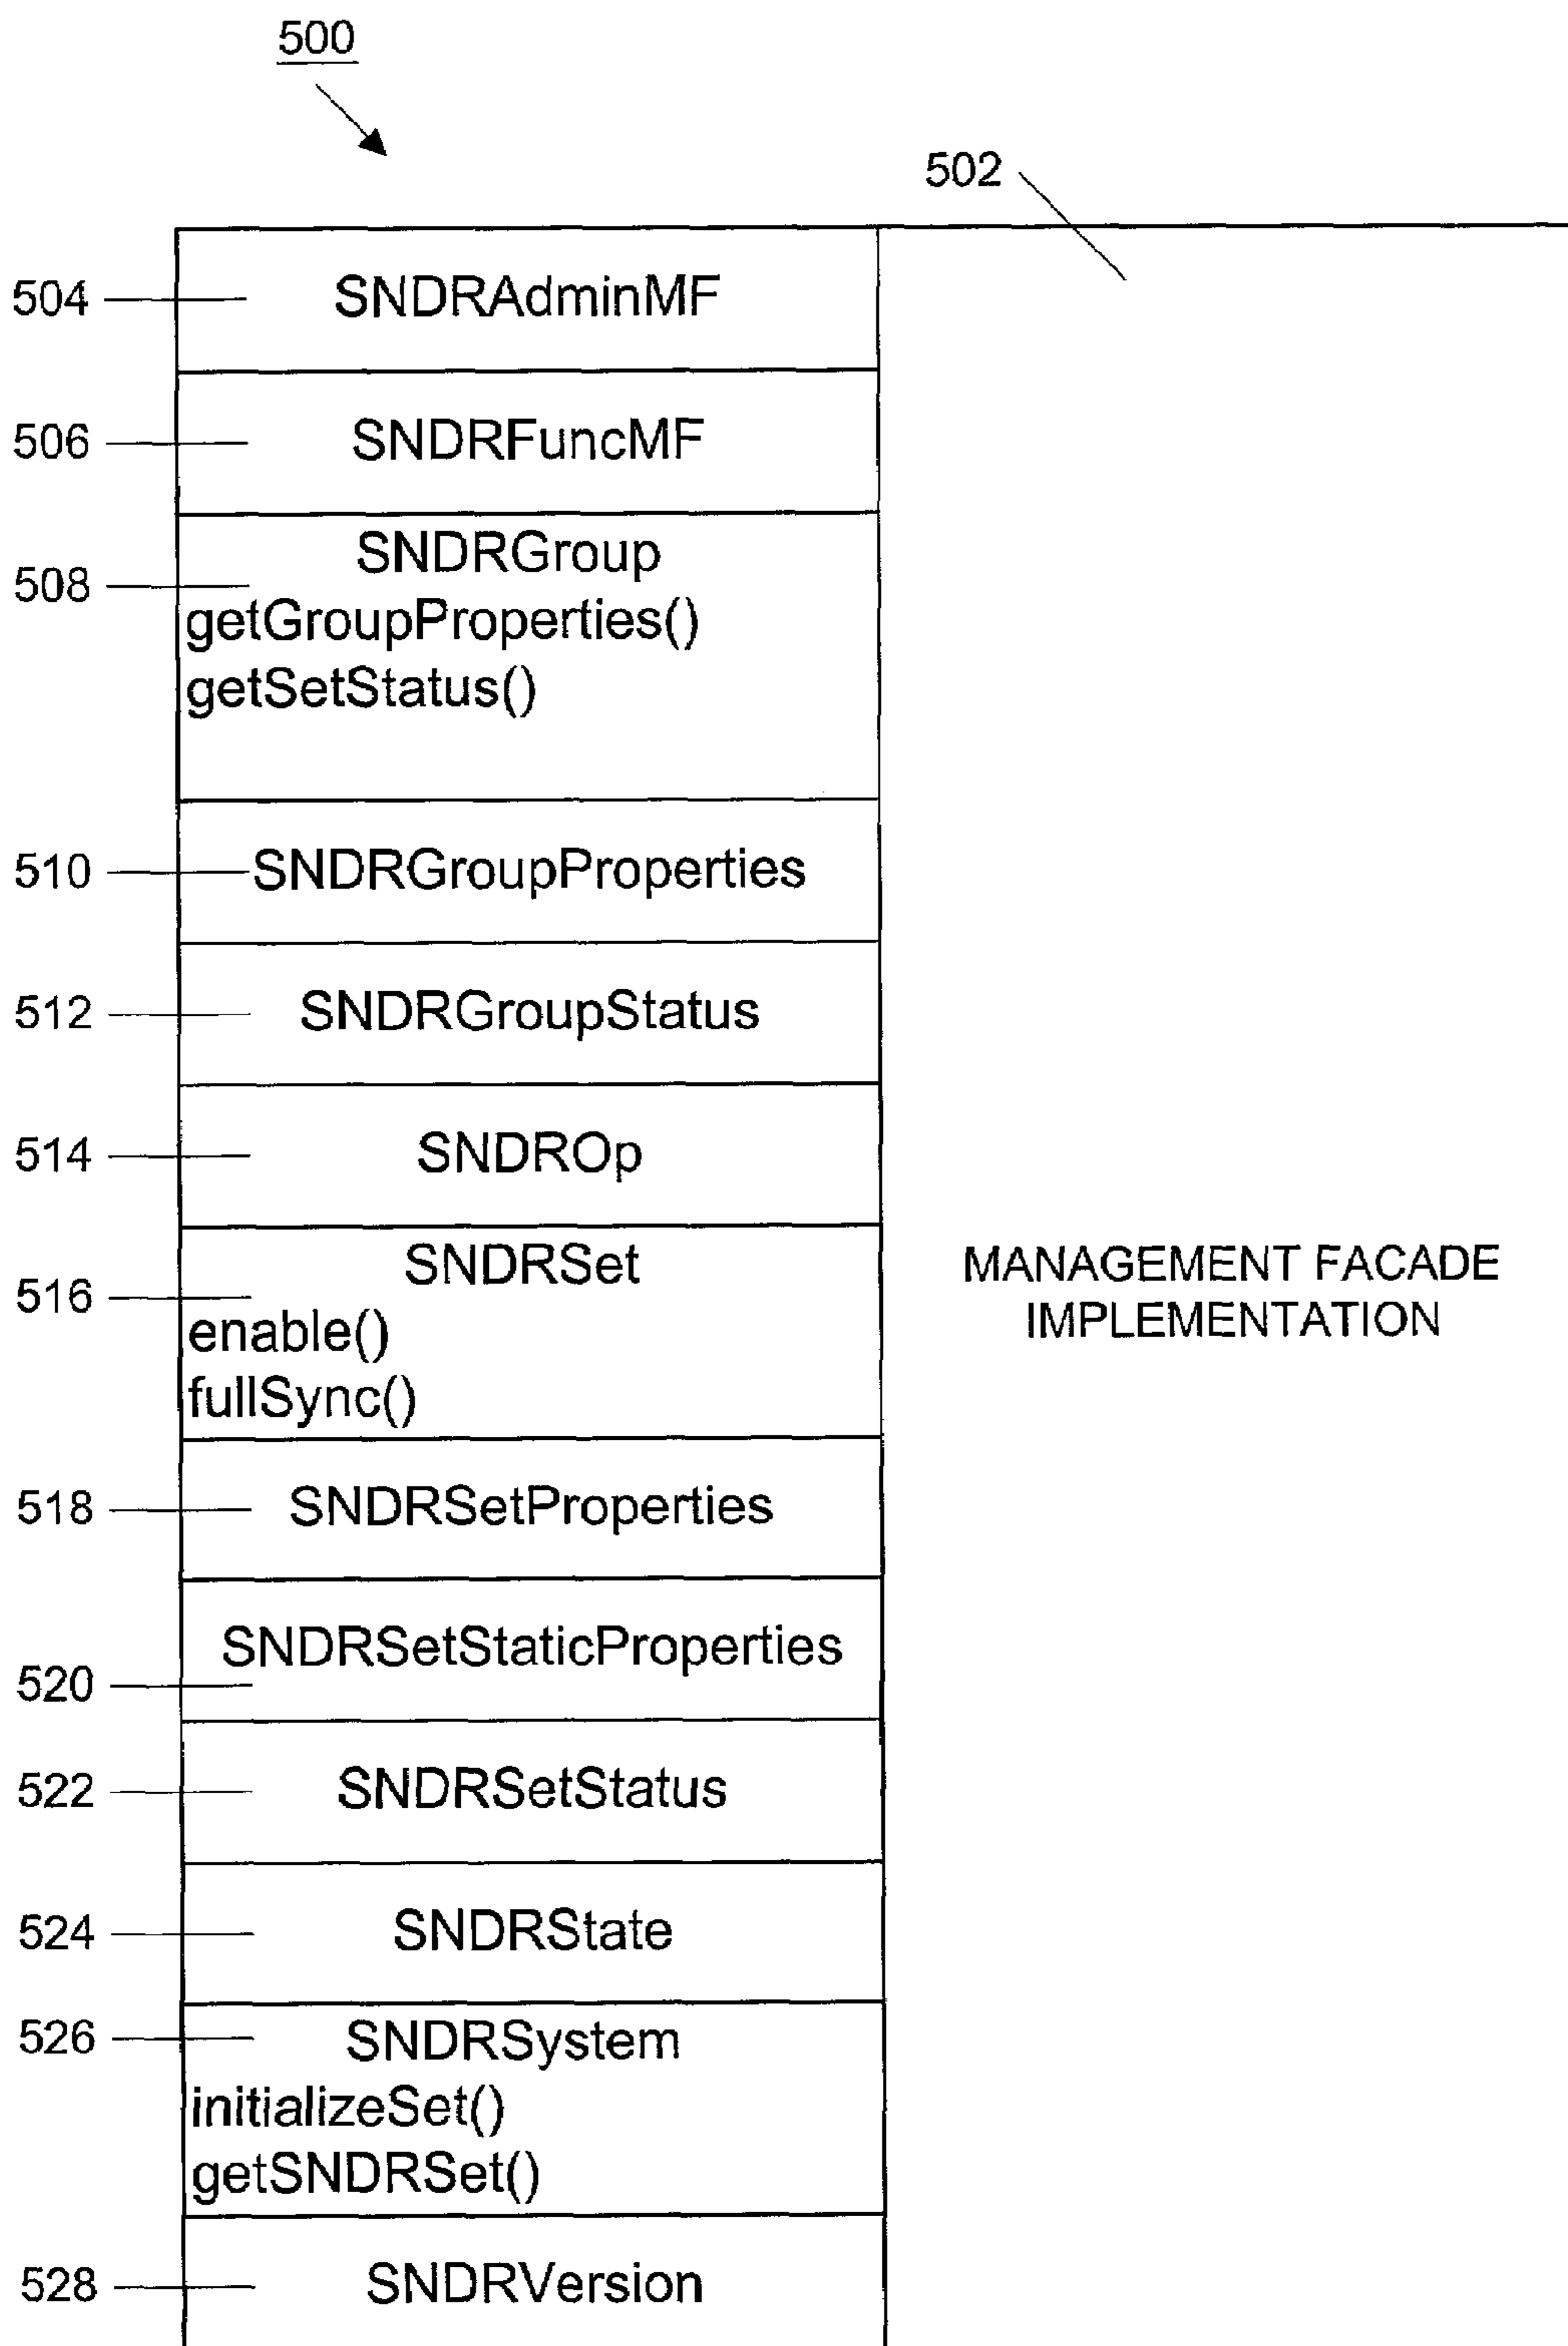 500
502
504 SNDRAdminMF
506 SNDRFuncMF
SNDRGroup
508
getGroupProperties()
getSetStatus()
510 SNDRGroupProperties
512 SNDRGroupStatus
514 SNDROp
SNDRSet
516
enable()
fullSync()
MANAGEMENT FACADE
IMPLEMENTATION
518 SNDRSetProperties
SNDRSetStaticProperties
520
522 SNDRSetStatus
524 SNDRState
526 SNDRSystem
initializeSet()
getSNDRSet()
528 SNDRVersion